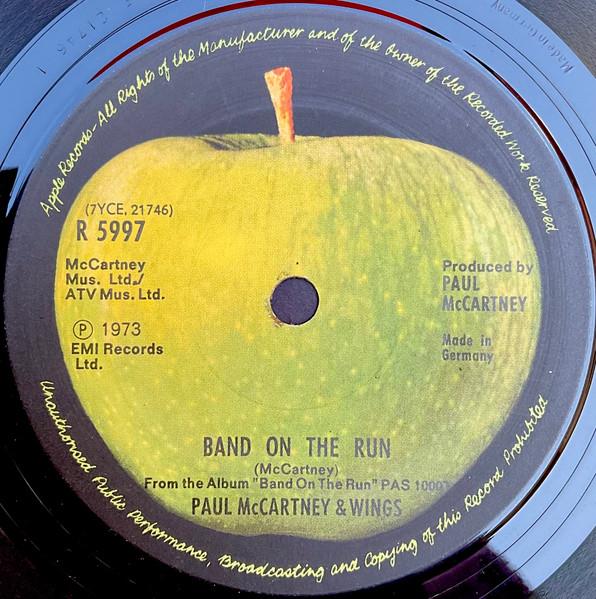 Apple Records-All Rights of the Manufacturer and of the Owner of the Recorded Work Reserved
(7YCE. 21746)
R 5997
McCartney
Mus. Ltd./
ATV Mus. Ltd.
Ⓟ 1973
EMI Records
Ltd.
Produced by
PAUL
McCARTNEY
Made in
Germany
BAND ON THE RUN
(McCartney)
From the Album "Band On The Run" PAS 10007
PAUL McCARTNEY & WINGS
Unauthorised Public Performance, Broadcasting and Copying of this Record Prohibited
Made in Germany